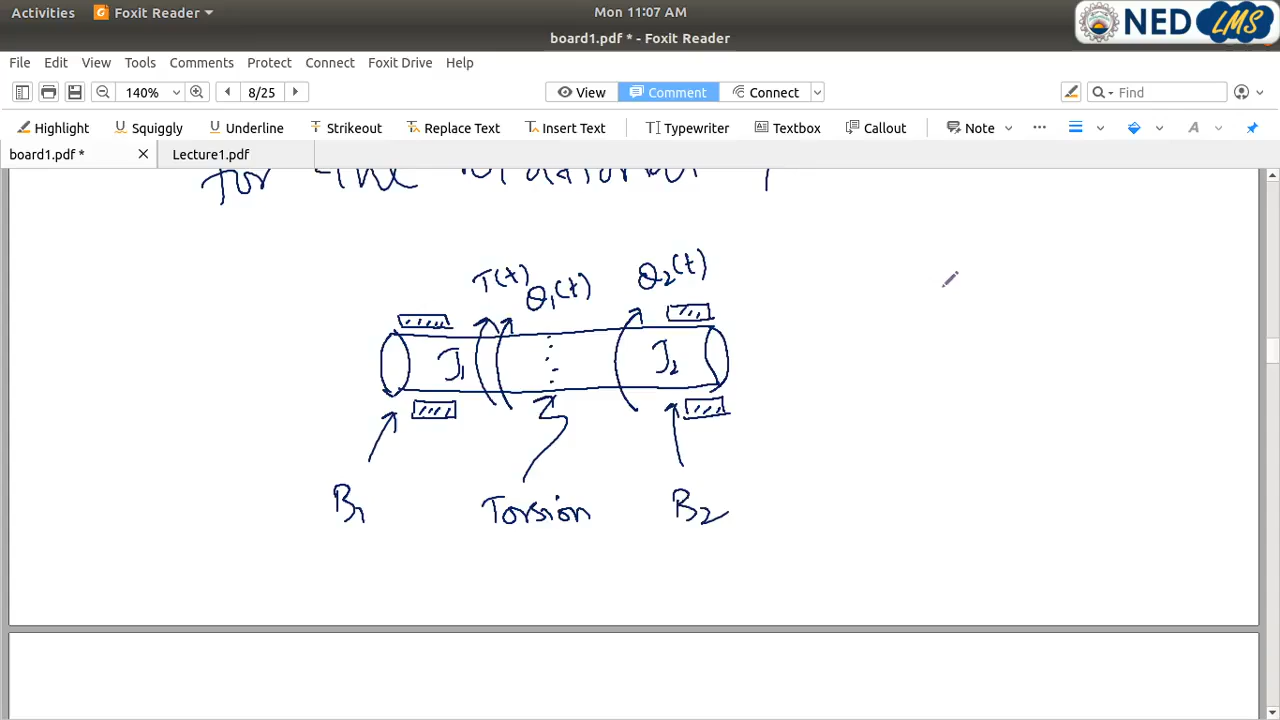 Activities
Foxit Reader
Mon 11:07 AM
NED LMS
board1.pdf * - Foxit Reader
File Edit View Tools Comments Protect Connect Foxit Drive Help
140%
8/25
View
Comment
Connect
Find
Highlight
Squiggly
Underline
Strikeout
Replace Text
Insert Text
Typewriter
Textbox
Callout
Note
board1.pdf *
Lecture1.pdf
for the
T(t) θ1(t) θ2(t)
J1 J2
B1 Torsion B2